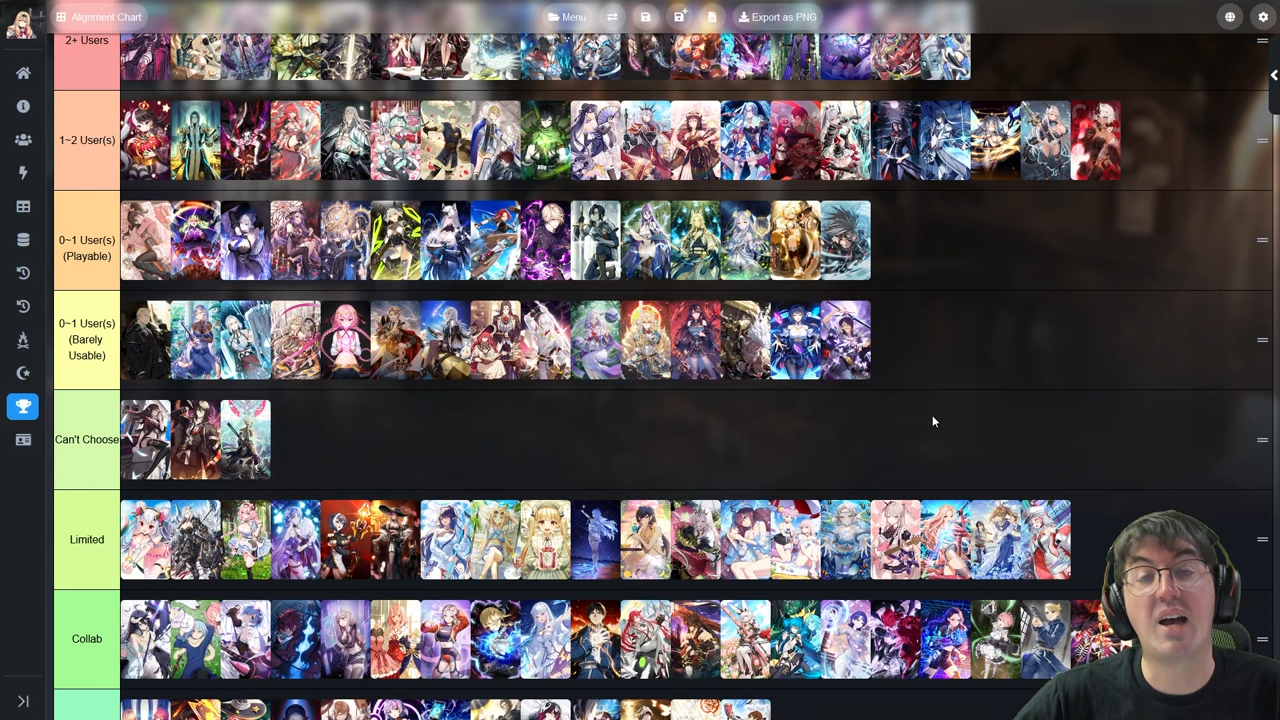 Alignment Chart
Menu
Export as PNG
2+ Users
1~2 User(s)
0~1 User(s)
(Playable)
0~1 User(s)
(Barely
Usable)
Can't Choose
Limited
Collab